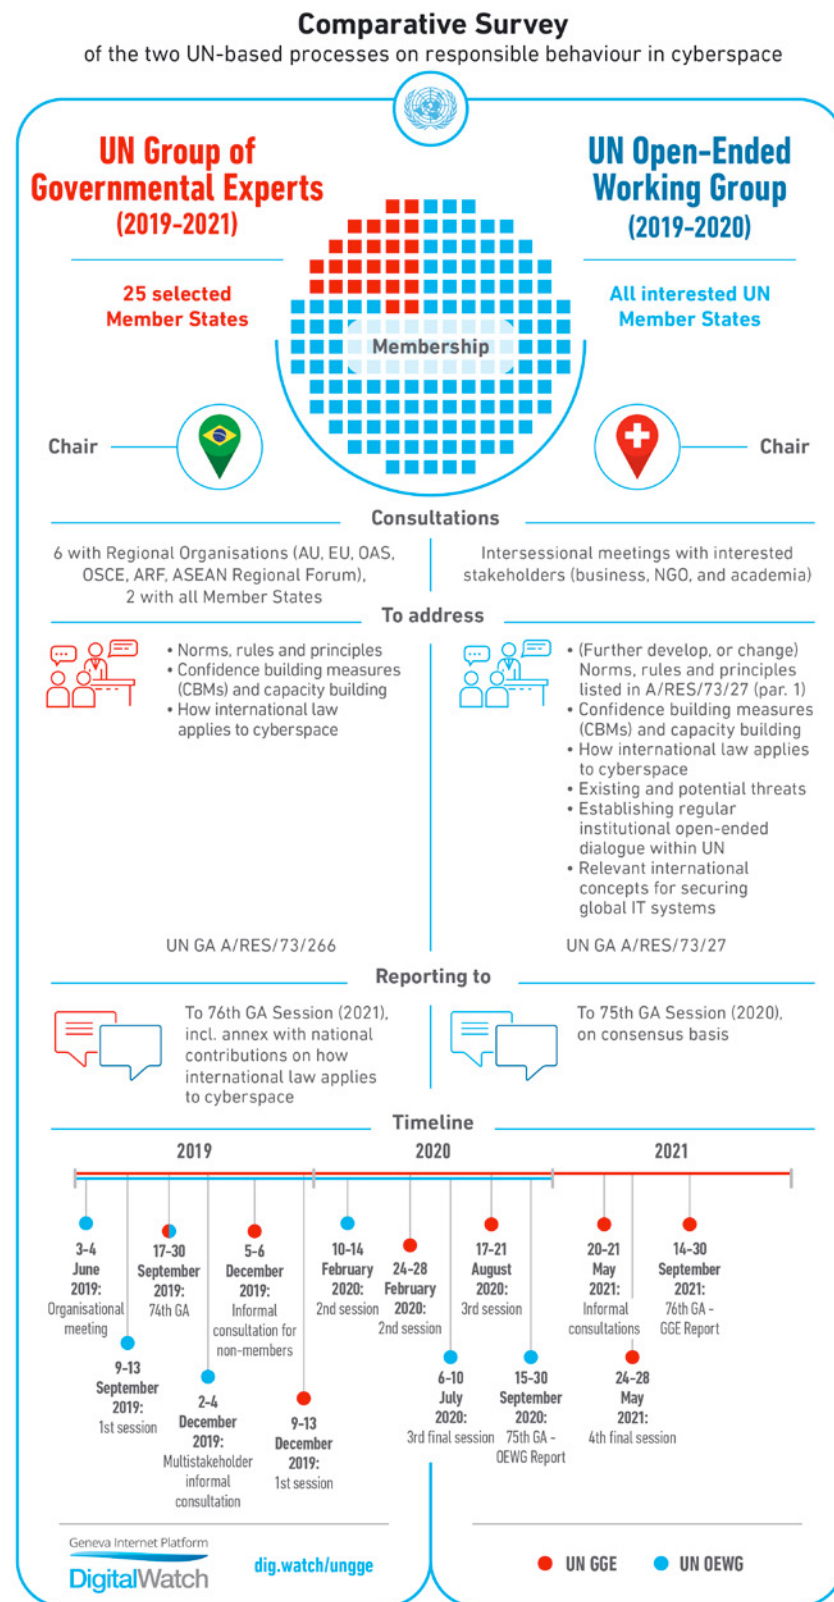 Comparative Survey
of the two UN-based processes on responsible behaviour in cyberspace
UN Group of
Governmental Experts
(2019-2021)
25 selected
Member States
UN Open-Ended
Working Group
(2019-2020)
All interested UN
Member States
Membership
Chair
Chair
Consultations
6 with Regional Organisations (AU, EU, OAS,
OSCE, ARF, ASEAN Regional Forum),
2 with all Member States
Intersessional meetings with interested
stakeholders (business, NGO, and academia)
To address
• Norms, rules and principles
• Confidence building measures
(CBMs) and capacity building
• How international law
applies to cyberspace
UN GA A/RES/73/266
• (Further develop, or change)
Norms, rules and principles
listed in A/RES/73/27 (par. 1)
• Confidence building measures
(CBMs) and capacity building
• How international law applies
to cyberspace
• Existing and potential threats
• Establishing regular
institutional open-ended
dialogue within UN
• Relevant international
concepts for securing
global IT systems
UN GA A/RES/73/27
Reporting to
To 76th GA Session (2021),
incl. annex with national
contributions on how
international law applies
to cyberspace
To 75th GA Session (2020),
on consensus basis
Timeline
2019
2020
2021
3-4
June
2019:
Organisational
meeting
9-13
September
2019:
1st session
17-30
September
2019:
74th GA
2-4
December
2019:
Multistakeholder
informal
consultation
5-6
December
2019:
Informal
consultation for
non-members
9-13
December
2019:
1st session
10-14
February
2020:
2nd session
24-28
February
2020:
2nd session
6-10
July
2020:
3rd final session
17-21
August
2020:
3rd session
15-30
September
2020:
75th GA -
OEWG Report
20-21
May
2021:
Informal
consultations
24-28
May
2021:
4th final session
14-30
September
2021:
76th GA -
GGE Report
Geneva Internet Platform
DigitalWatch
dig.watch/ungge
UN GGE
UN OEWG